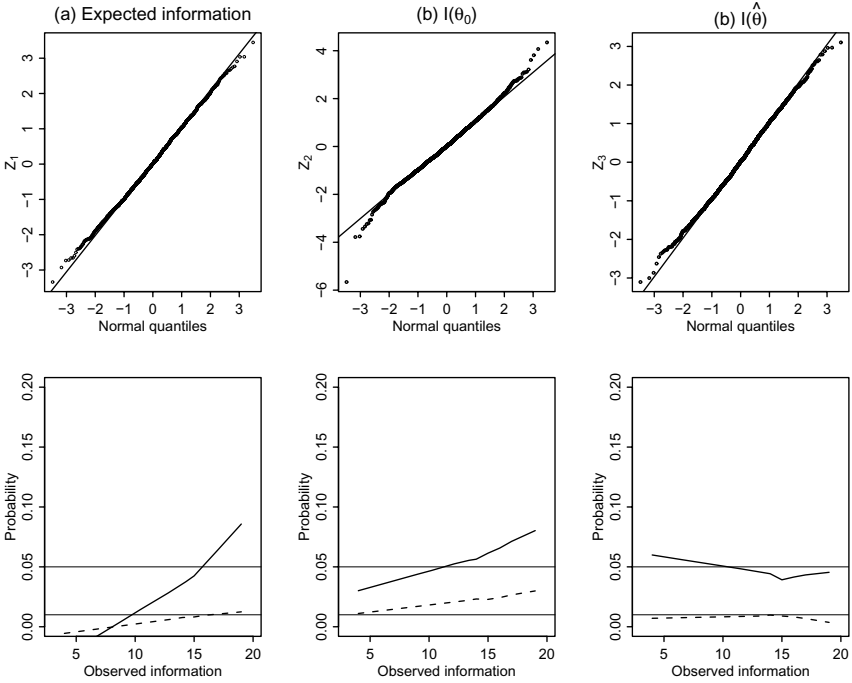 (a) Expected information
(b) I(θ₀)
(b) I(θ̂)
Z₁
3
2
1
0
−1
−2
−3
−3 −2 −1 0 1 2 3
Normal quantiles
Z₂
4
2
0
−2
−4
−6
−3 −2 −1 0 1 2 3
Normal quantiles
Z₃
3
2
1
0
−1
−2
−3
−3 −2 −1 0 1 2 3
Normal quantiles
Probability
0.20
0.15
0.10
0.05
0.00
5 10 15 20
Observed information
Probability
0.20
0.15
0.10
0.05
0.00
5 10 15 20
Observed information
Probability
0.20
0.15
0.10
0.05
0.00
5 10 15 20
Observed information